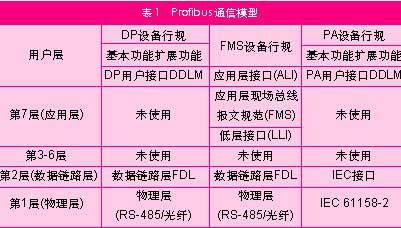 表1 Profibus通信模型
用户层
DP设备行规
基本功能扩展功能
DP用户接口DDLM
FMS设备行规
应用层接口(ALI)
PA设备行规
基本功能扩展功能
PA用户接口DDLM
第7层(应用层)
未使用
应用层现场总线
报文规范(FMS)
低层接口(LLI)
未使用
第3-6层
未使用
未使用
未使用
第2层(数据链路层)
数据链路层FDL
数据链路层FDL
IEC接口
第1层(物理层)
物理层
(RS-485/光纤)
物理层
(RS-485/光纤)
IEC 61158-2